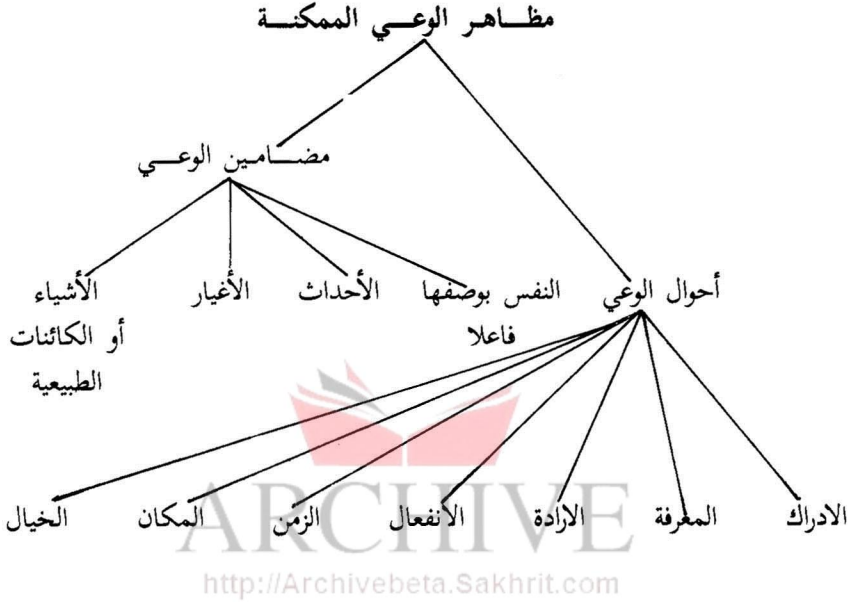 مظاهر الوعي الممكنة
مضامين الوعي
أحوال الوعي
النفس بوصفها
فاعلا
الأحداث
الأغيار
الأشياء
أو الكائنات
الطبيعية
الادراك
المعرفة
الارادة
الانفعال
الزمن
المكان
الخيال
ARCHIVE
http://Archivebeta.Sakhrit.com